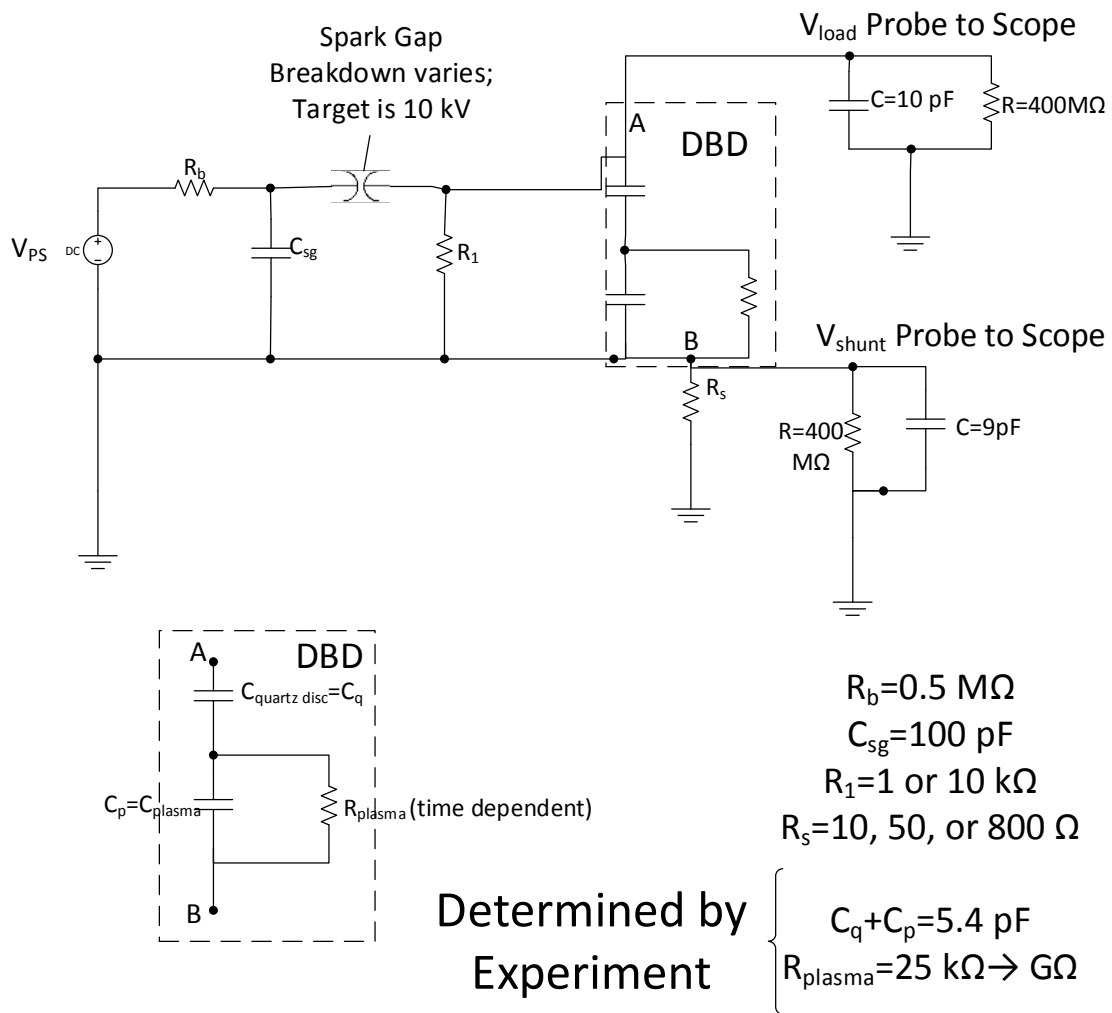 Spark Gap
Breakdown varies;
Target is 10 kV
V_load Probe to Scope
C=10 pF
R=400MΩ
A
DBD
R_b
V_PS
DC
+
−
C_sg
R_1
B
V_shunt Probe to Scope
R_s
R=400
MΩ
C=9pF
A
DBD
C_quartz disc=C_q
C_p=C_plasma
R_plasma (time dependent)
B
R_b=0.5 MΩ
C_sg=100 pF
R_1=1 or 10 kΩ
R_s=10, 50, or 800 Ω
Determined by
Experiment
C_q+C_p=5.4 pF
R_plasma=25 kΩ→ GΩ